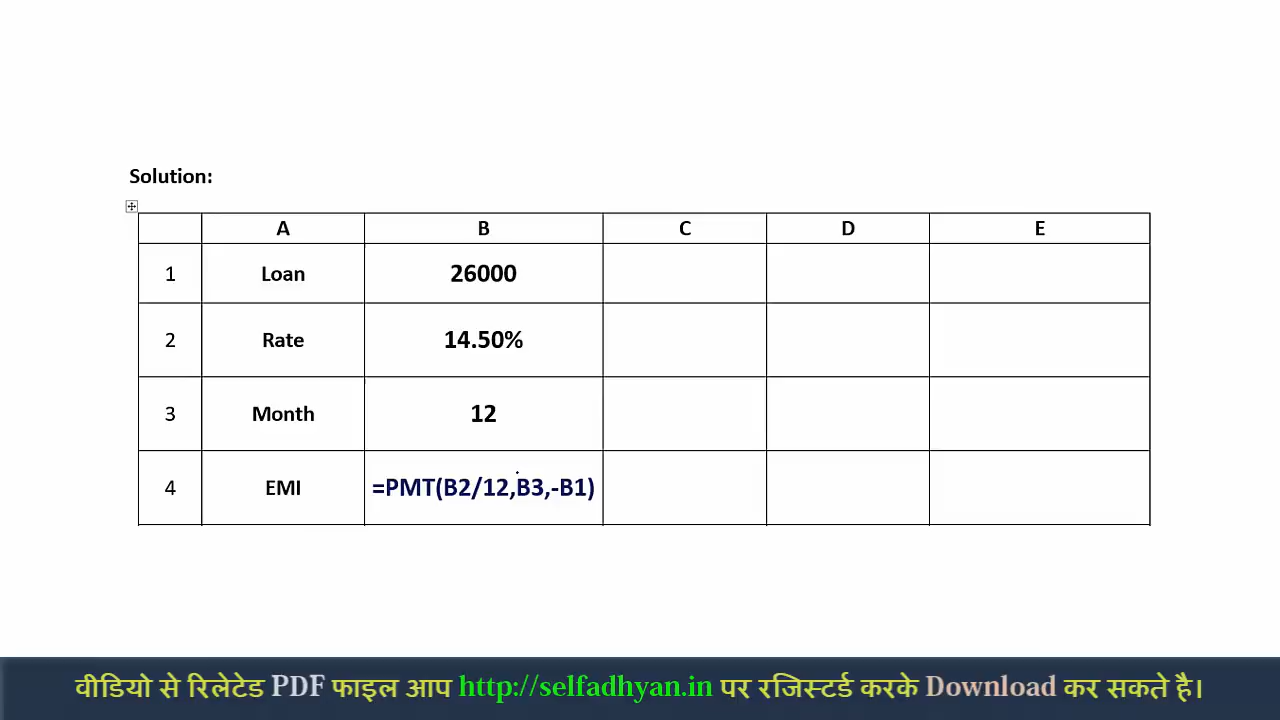 Solution:
A B C D E
1 Loan 26000
2 Rate 14.50%
3 Month 12
4 EMI =PMT(B2/12,B3,-B1)
वीडियो से रिलेटेड PDF फाइल आप http://selfadhyan.in पर रजिस्टर्ड करके Download कर सकते है।